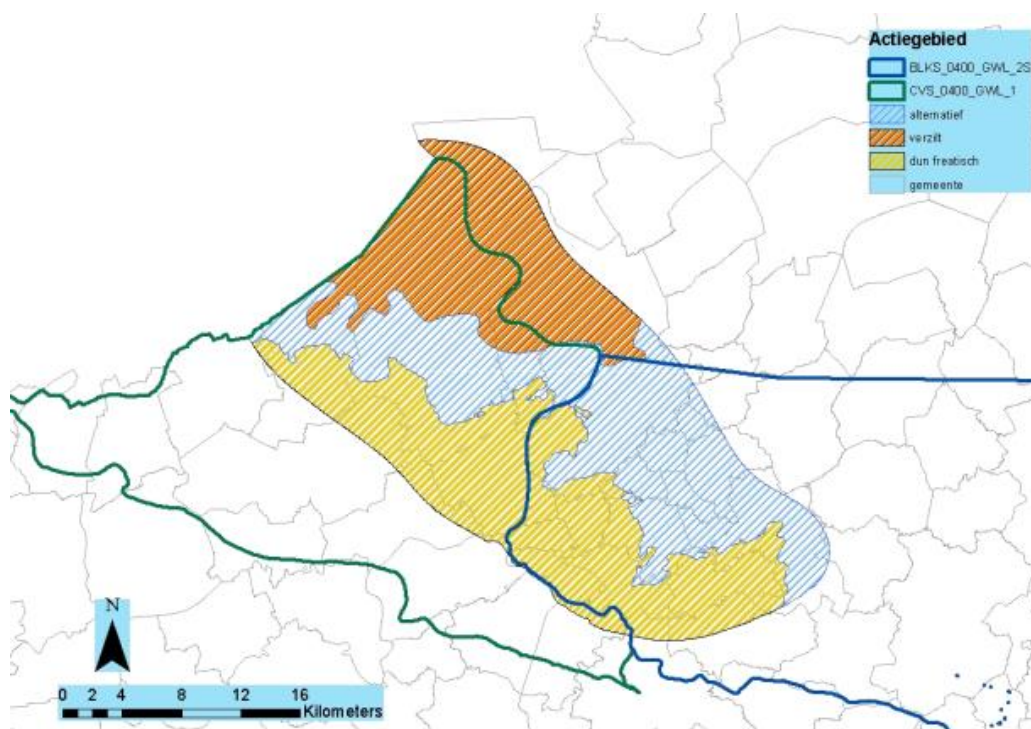 Actiegebied
BLKS_0400_GWL_2S
CVS_0400_GWL_1
alternatief
verzilt
dun freatisch
gemeente
N
0 2 4 8 12 16
Kilometers